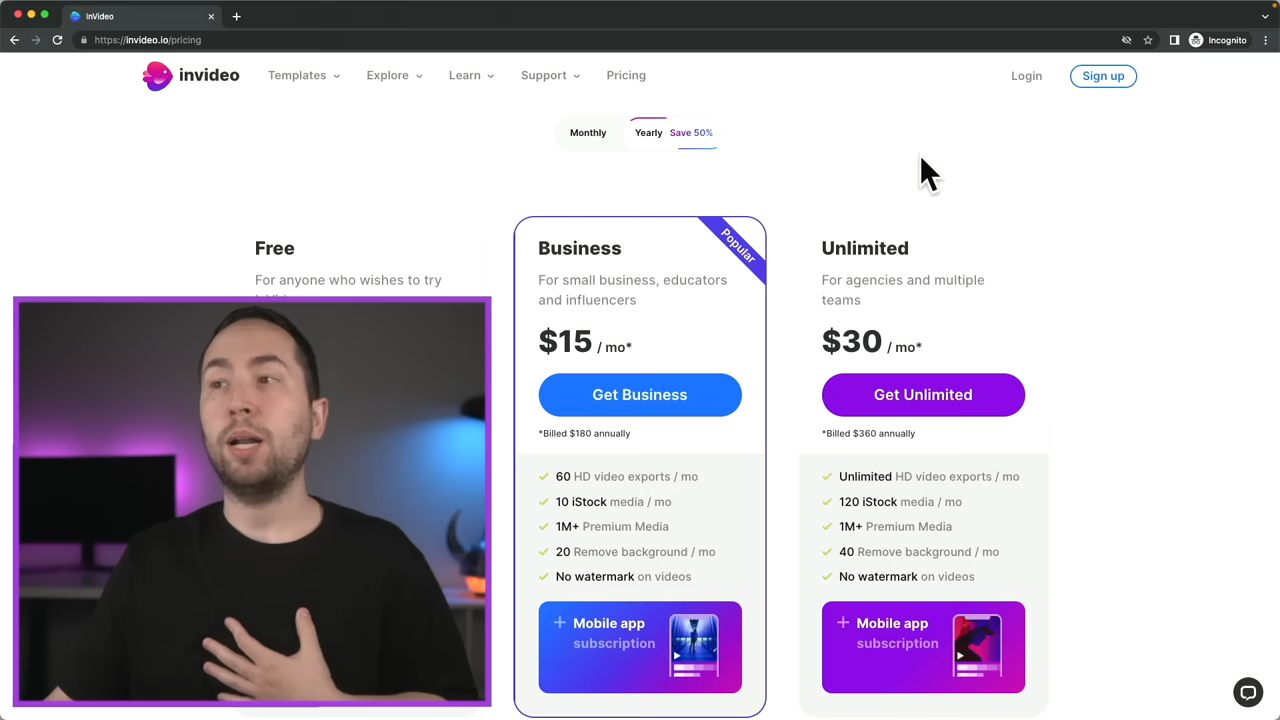 InVideo
https://invideo.io/pricing
Incognito
invideo
Templates
Explore
Learn
Support
Pricing
Login
Sign up
Monthly
Yearly Save 50%
Free
For anyone who wishes to try
Business
Popular
For small business, educators
and influencers
$15 / mo*
Get Business
*Billed $180 annually
60 HD video exports / mo
10 iStock media / mo
1M+ Premium Media
20 Remove background / mo
No watermark on videos
+ Mobile app
subscription
Unlimited
For agencies and multiple
teams
$30 / mo*
Get Unlimited
*Billed $360 annually
Unlimited HD video exports / mo
120 iStock media / mo
1M+ Premium Media
40 Remove background / mo
No watermark on videos
+ Mobile app
subscription